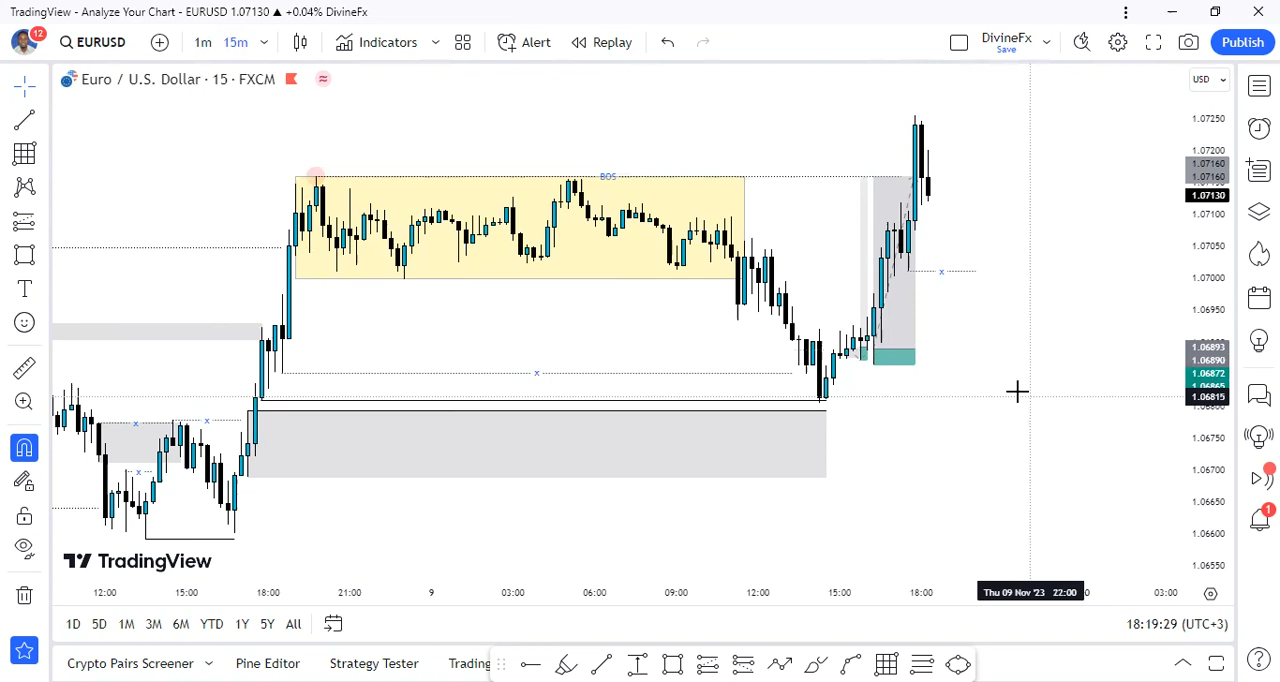 TradingView - Analyze Your Chart - EURUSD 1.07130 ▲ +0.04% DivineFx
12
EURUSD
1m
15m
Indicators
Alert
Replay
DivineFx
Save
Publish
Euro / U.S. Dollar · 15 · FXCM
USD
1.07250
1.07200
1.07160
1.07160
1.07130
1.07100
1.07050
1.07000
1.06950
1.06893
1.06890
1.06872
1.06815
1.06750
1.06700
1.06650
1.06600
1.06550
BOS
x
x
x
x
x
TradingView
12:00
15:00
18:00
21:00
9
03:00
06:00
09:00
12:00
15:00
18:00
Thu 09 Nov '23 22:00
03:00
1D
5D
1M
3M
6M
YTD
1Y
5Y
All
18:19:29 (UTC+3)
Crypto Pairs Screener
Pine Editor
Strategy Tester
Trading
1